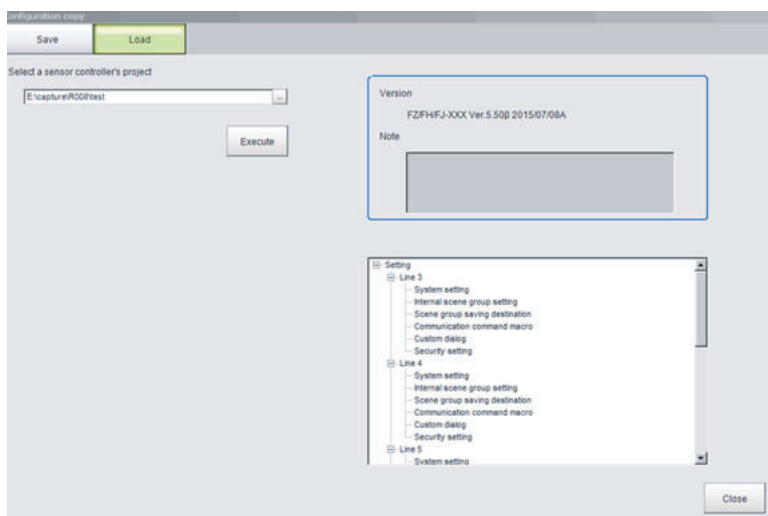 onfiguration copy
Save
Load
Select a sensor controller's project
E:\capture\R008\test
...
Execute
Version
FZ/FH/FJ-XXX Ver.5.50β 2015/07/08A
Note
Setting
Line 3
System setting
Internal scene group setting
Scene group saving destination
Communication command macro
Custom dialog
Security setting
Line 4
System setting
Internal scene group setting
Scene group saving destination
Communication command macro
Custom dialog
Security setting
Line 5
System setting
Close